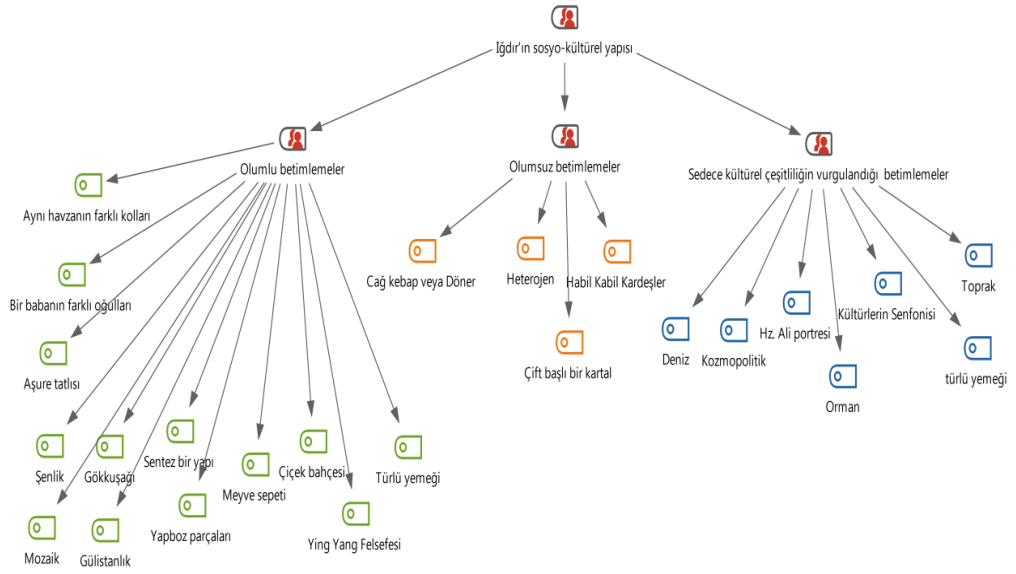 Iğdır'ın sosyo-kültürel yapısı
Olumlu betimlemeler
Olumsuz betimlemeler
Sedece kültürel çeşitliliğin vurgulandığı betimlemeler
Aynı havzanın farklı kolları
Bir babanın farklı oğulları
Aşure tatlısı
Şenlik
Gökkuşağı
Sentez bir yapı
Meyve sepeti
Çiçek bahçesi
Türlü yemeği
Mozaik
Gülistanlık
Yapboz parçaları
Ying Yang Felsefesi
Cağ kebap veya Döner
Heterojen
Habil Kabil Kardeşler
Çift başlı bir kartal
Deniz
Kozmopolitik
Hz. Ali portresi
Orman
Kültürlerin Senfonisi
Toprak
türlü yemeği